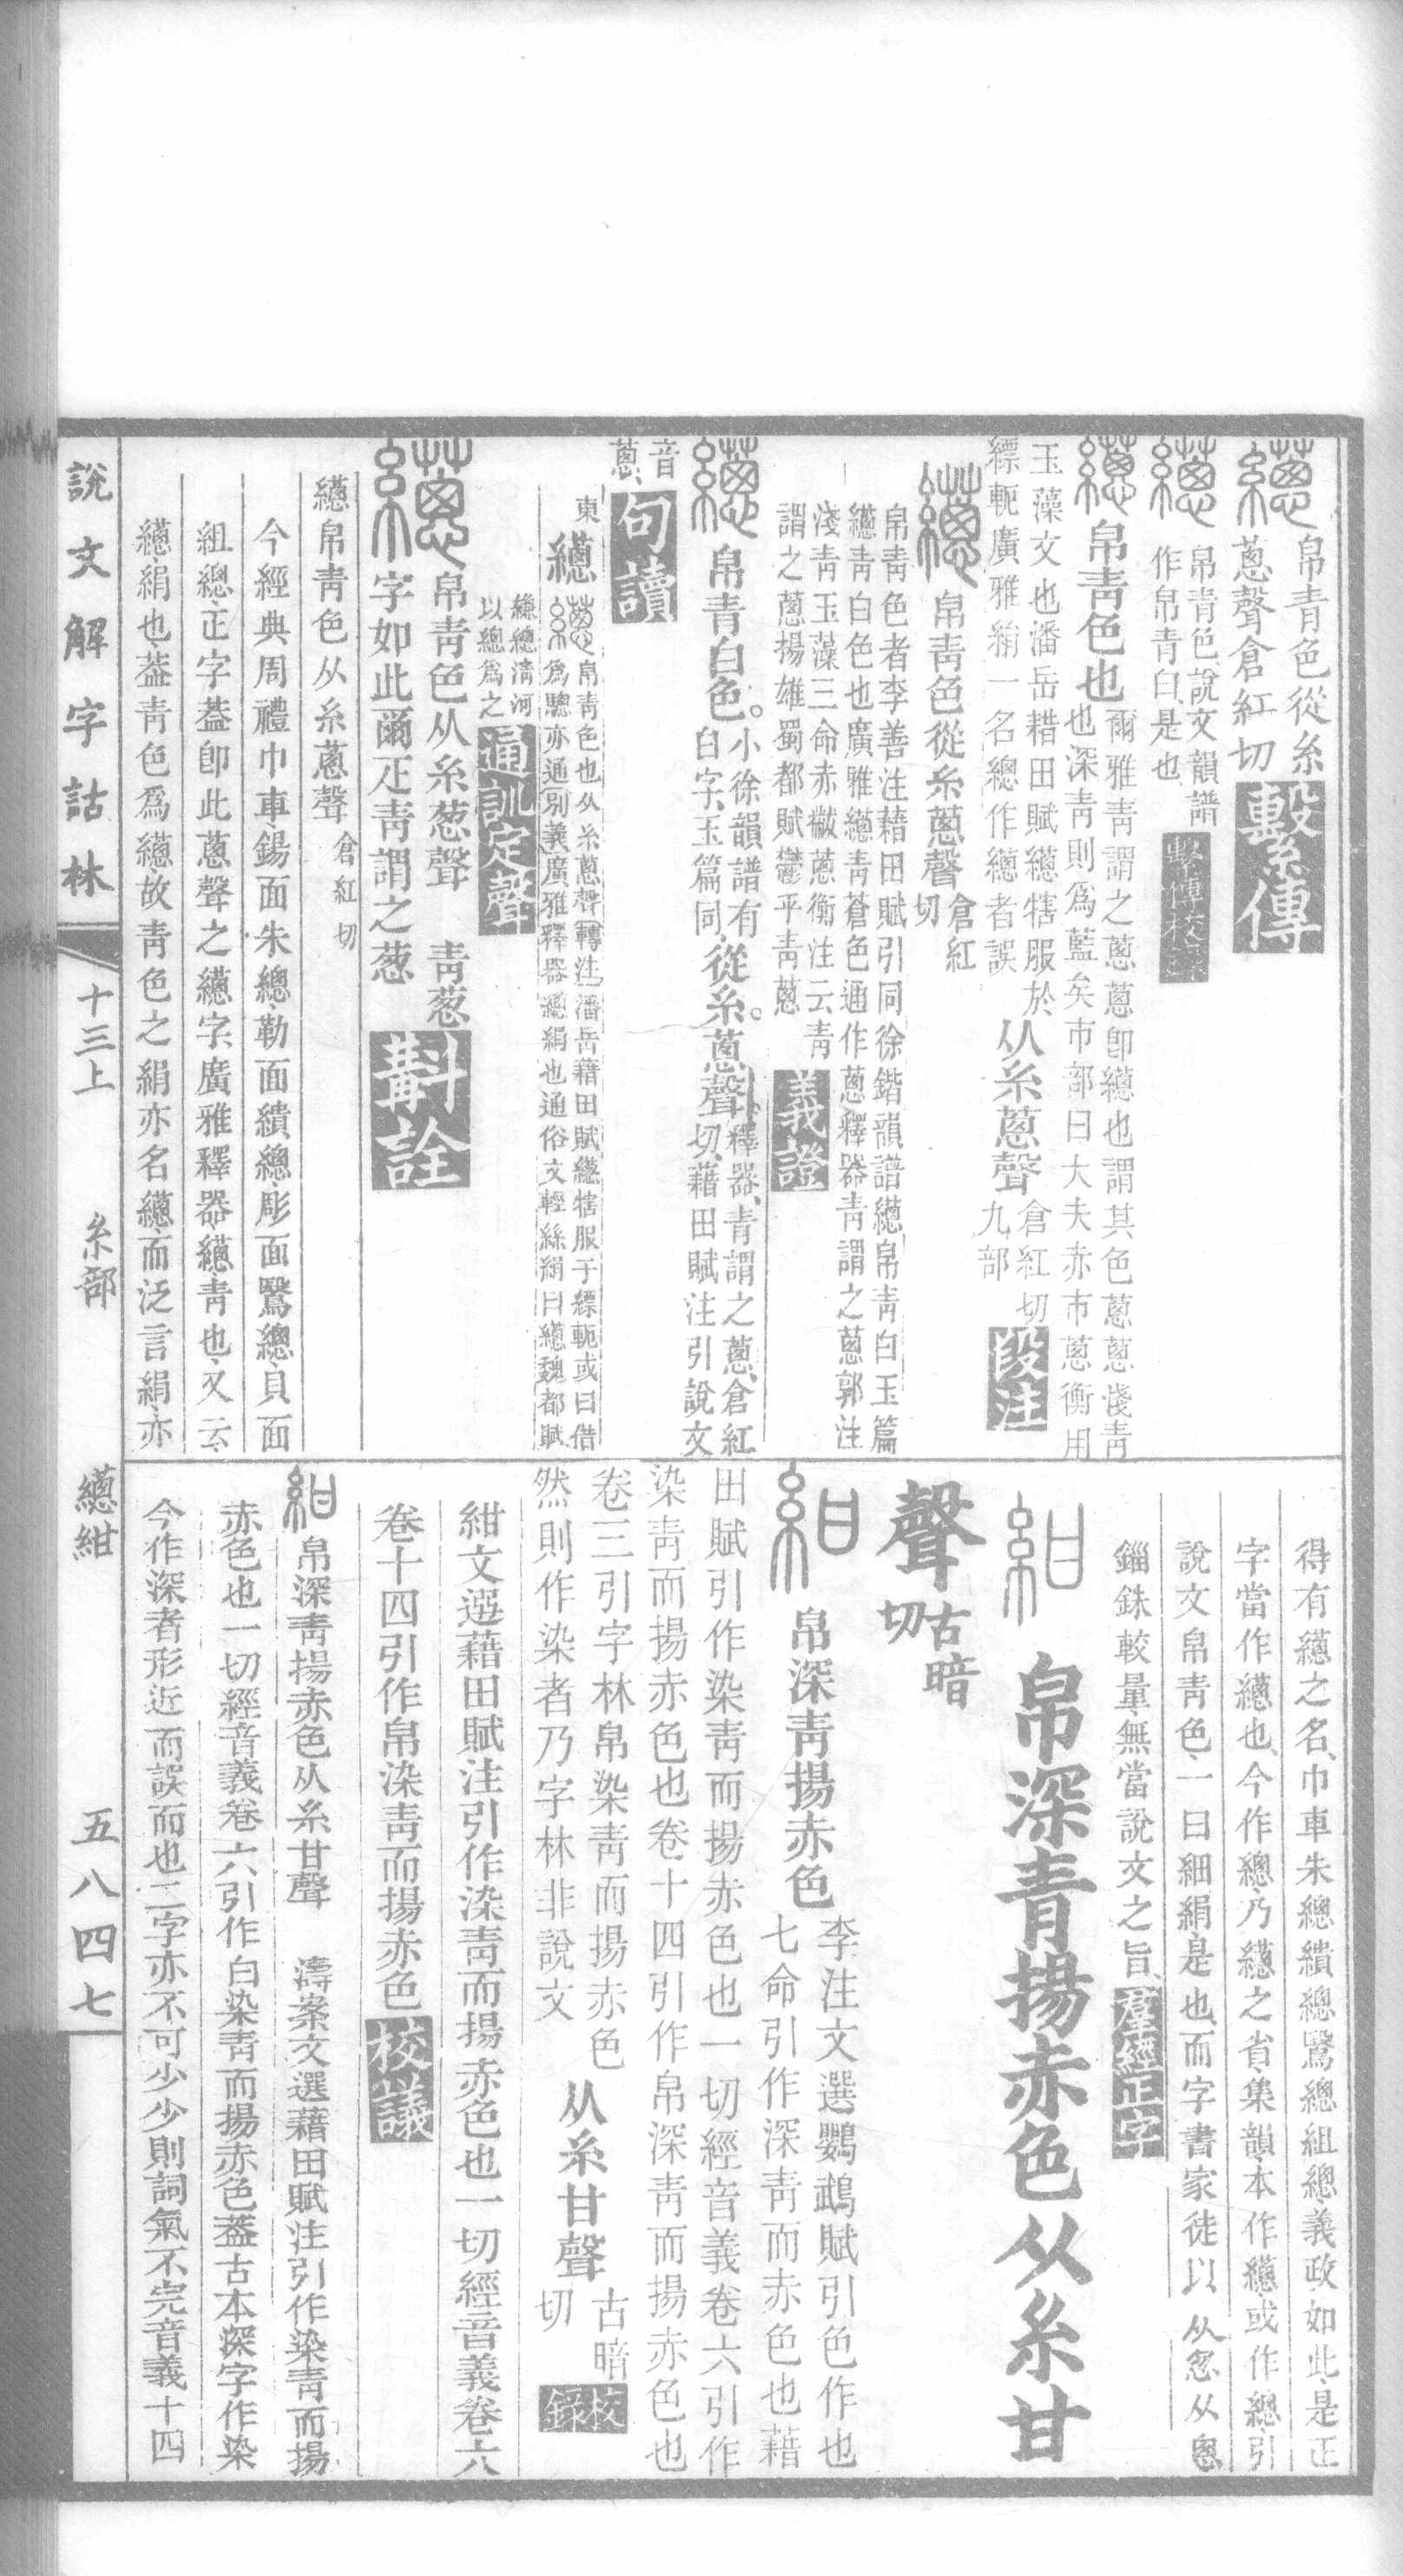 繱帛青色從糸
蔥聲倉紅切繫傳
繱帛青色說文韻譜
作帛青白是也繫傳校錄
繱帛青色也爾雅青謂之蔥蔥卽繱也謂其色蔥蔥淺青
也深青則爲藍矣市部曰大夫赤市蔥衡用
玉藻文也潘岳耤田賦繱犗服於
縹軛廣雅絹一名總作繱者誤从糸蔥聲倉紅切九部段注
繱帛青色從糸蔥聲倉紅切
帛青色者李善注藉田賦引同徐鍇韻譜繱帛青白玉篇
繱青白色也廣雅繱青蒼色通作蔥釋器青謂之蔥郭注
淺青玉藻三命赤韍蔥衡注云青
謂之蔥揚雄蜀都賦鬱乎青蔥義證
繱帛青白色。小徐韻譜有
白字、玉篇同、從糸。蔥聲、釋器、青謂之蔥、倉紅
切、藉田賦注引說文
音蔥、句讀
東繱繱帛青色也从糸蔥聲轉注潘岳藉田賦繱犗服于縹軛或曰借
爲驄亦通別義廣雅釋器繱絹也通俗文輕絲絹曰繱魏都賦
縑總淸河
以總爲之通訓定聲
繱帛青色从糸葱聲 青葱
字如此爾疋青謂之葱斠詮
繱帛青色从糸蔥聲倉紅切
今經典周禮巾車、鍚面朱總、勒面繢總、彫面鷖總、貝面
組總、正字葢卽此蔥聲之繱字、廣雅釋器、繱、青也、又云、
繱絹也、葢青色爲繱、故青色之絹亦名繱、而泛言絹、亦
得有繱之名、巾車朱總繢總鷖總組總、義政如此、是正
字當作繱也、今作總、乃繱之省、集韻、本作繱、或作總、引
說文帛青色、一曰細絹、是也、而字書家徒以从悤从悤
錙銖較量、無當說文之旨、羣經正字
紺帛深青揚赤色从糸甘
聲古暗切
紺帛深青揚赤色李注文選鸚鵡賦引色作也
七命引作深青而赤色也藉
田賦引作染青而揚赤色也一切經音義卷六引作
染青而揚赤色也卷十四引作帛深青而揚赤色也
卷三引字林帛染青而揚赤色
然則作染者乃字林非說文从糸甘聲古暗切校錄
紺文選藉田賦注引作染青而揚赤色也一切經音義卷六
卷十四引作帛染青而揚赤色校議
紺帛深青揚赤色从糸甘聲 濤案文選藉田賦注引作染青而揚
赤色也一切經音義卷六引作白染青而揚赤色葢古本深字作染
今作深者形近而誤而也二字亦不可少少則詞氣不完音義十四
說文解字詁林 十三上 糸部 繱紺 五八四七